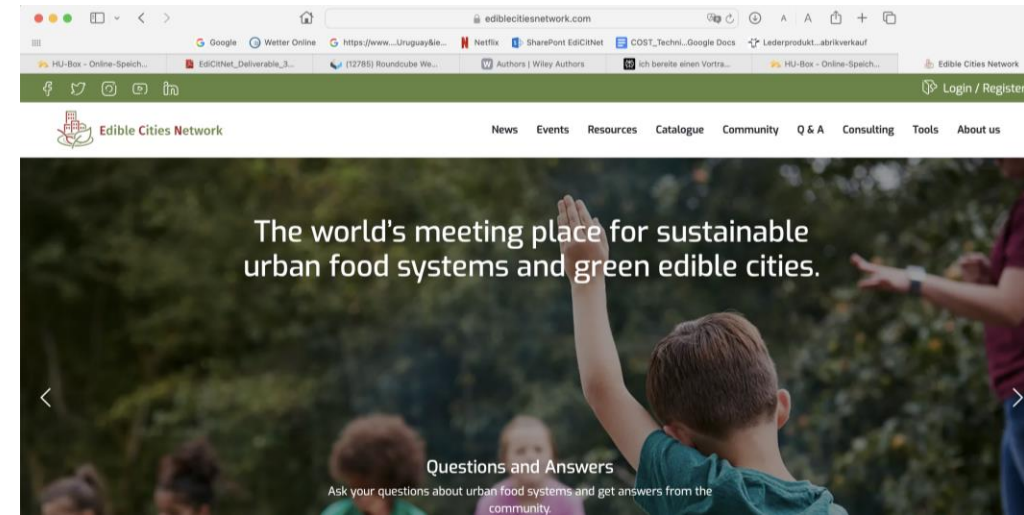 ediblecitiesnetwork.com
A A
Google Wetter Online https://www....Uruguay&ie... Netflix SharePont EdiCitNet COST_Techni...Google Docs Lederprodukt...abrikverkauf
HU-Box - Online-Speich... EdiCitNet_Deliverable_3... (12785) Roundcube We... Authors | Wiley Authors ich bereite einen Vortra... HU-Box - Online-Speich... Edible Cities Network
Login / Register
Edible Cities Network News Events Resources Catalogue Community Q & A Consulting Tools About us
The world's meeting place for sustainable
urban food systems and green edible cities.
Questions and Answers
Ask your questions about urban food systems and get answers from the
community.